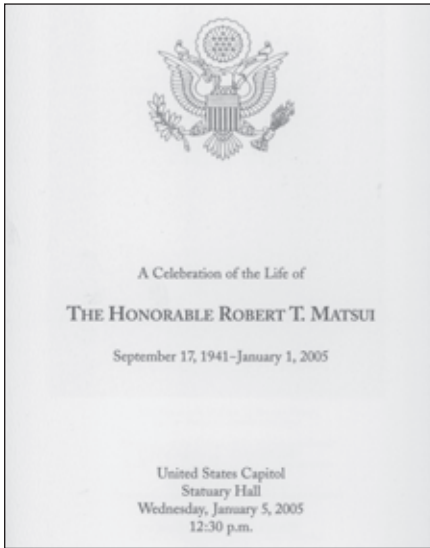 A Celebration of the Life of
THE HONORABLE ROBERT T. MATSUI
September 17, 1941–January 1, 2005
United States Capitol
Statuary Hall
Wednesday, January 5, 2005
12:30 p.m.